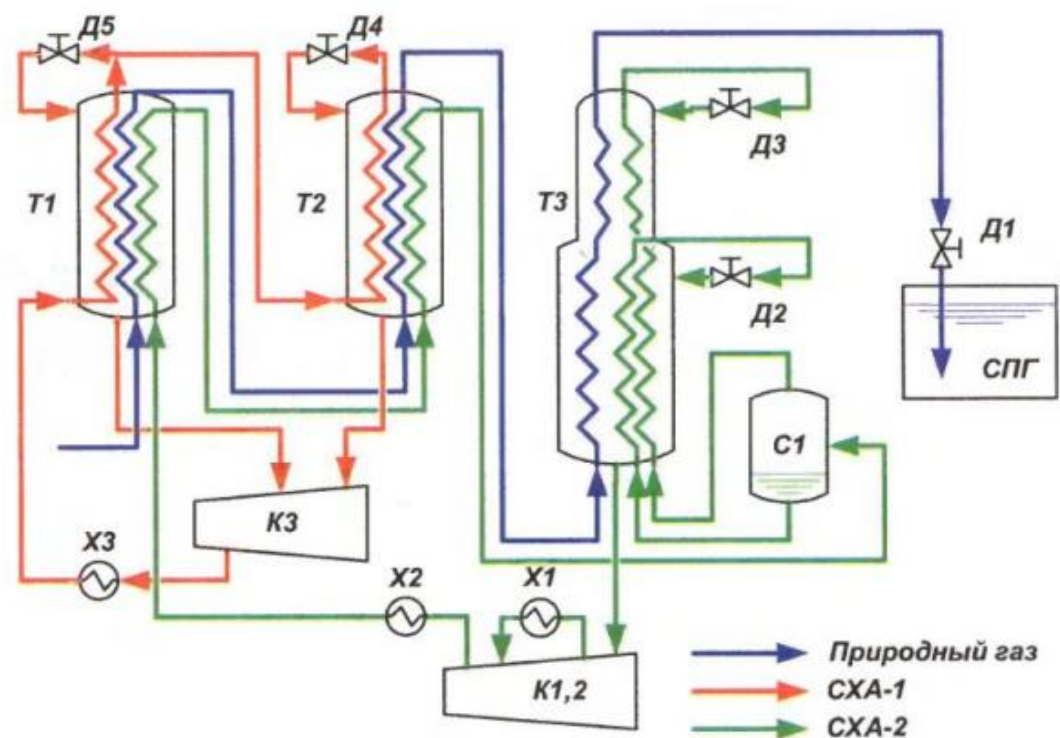 Д5
Д4
Д3
Т1
Т2
Т3
Д1
Д2
СПГ
С1
К3
Х3
Х2
Х1
К1,2
Природный газ
СХА-1
СХА-2